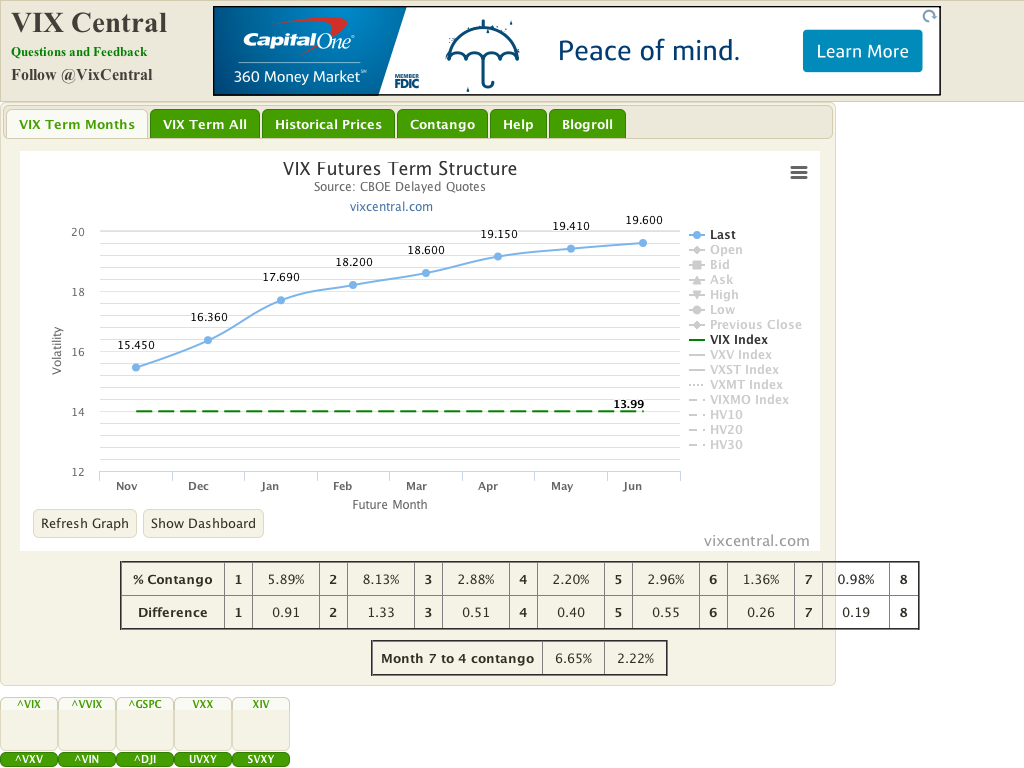 VIX Central
Questions and Feedback
Follow @VixCentral
Capital One
360 Money Market℠
MEMBER
FDIC
Peace of mind.
Learn More
VIX Term Months
VIX Term All
Historical Prices
Contango
Help
Blogroll
VIX Futures Term Structure
Source: CBOE Delayed Quotes
vixcentral.com
Volatility
20
18
16
14
12
15.450
16.360
17.690
18.200
18.600
19.150
19.410
19.600
13.99
Nov Dec Jan Feb Mar Apr May Jun
Future Month
Last
Open
Bid
Ask
High
Low
Previous Close
VIX Index
VXV Index
VXST Index
VXMT Index
VIXMO Index
HV10
HV20
HV30
Refresh Graph
Show Dashboard
vixcentral.com
% Contango 1 5.89% 2 8.13% 3 2.88% 4 2.20% 5 2.96% 6 1.36% 7 0.98% 8
Difference 1 0.91 2 1.33 3 0.51 4 0.40 5 0.55 6 0.26 7 0.19 8
Month 7 to 4 contango 6.65% 2.22%
^VIX ^VVIX ^GSPC VXX XIV
^VXV ^VIN ^DJI UVXY SVXY